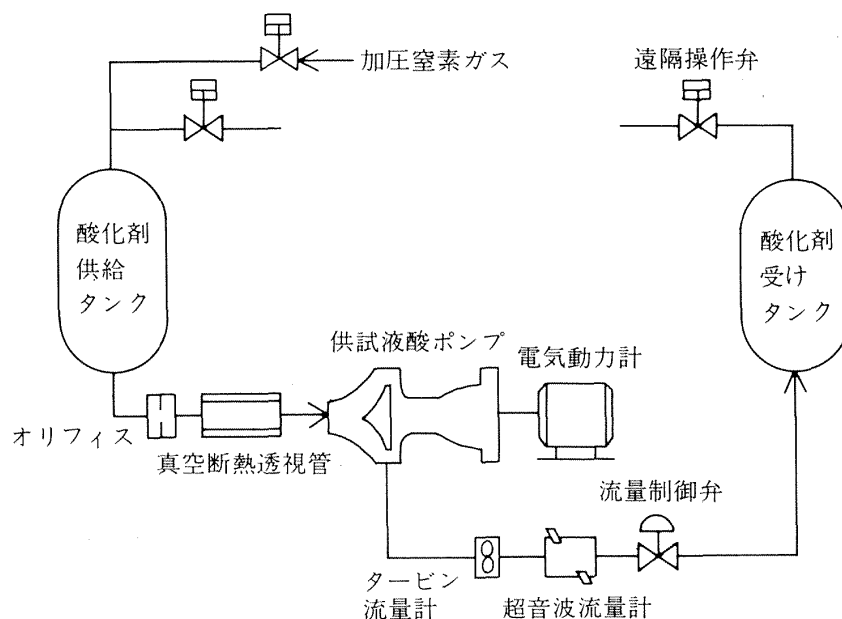 加圧窒素ガス
遠隔操作弁
酸化剤
供給
タンク
酸化剤
受け
タンク
供試液酸ポンプ
電気動力計
オリフィス
真空断熱透視管
流量制御弁
タービン
流量計
超音波流量計